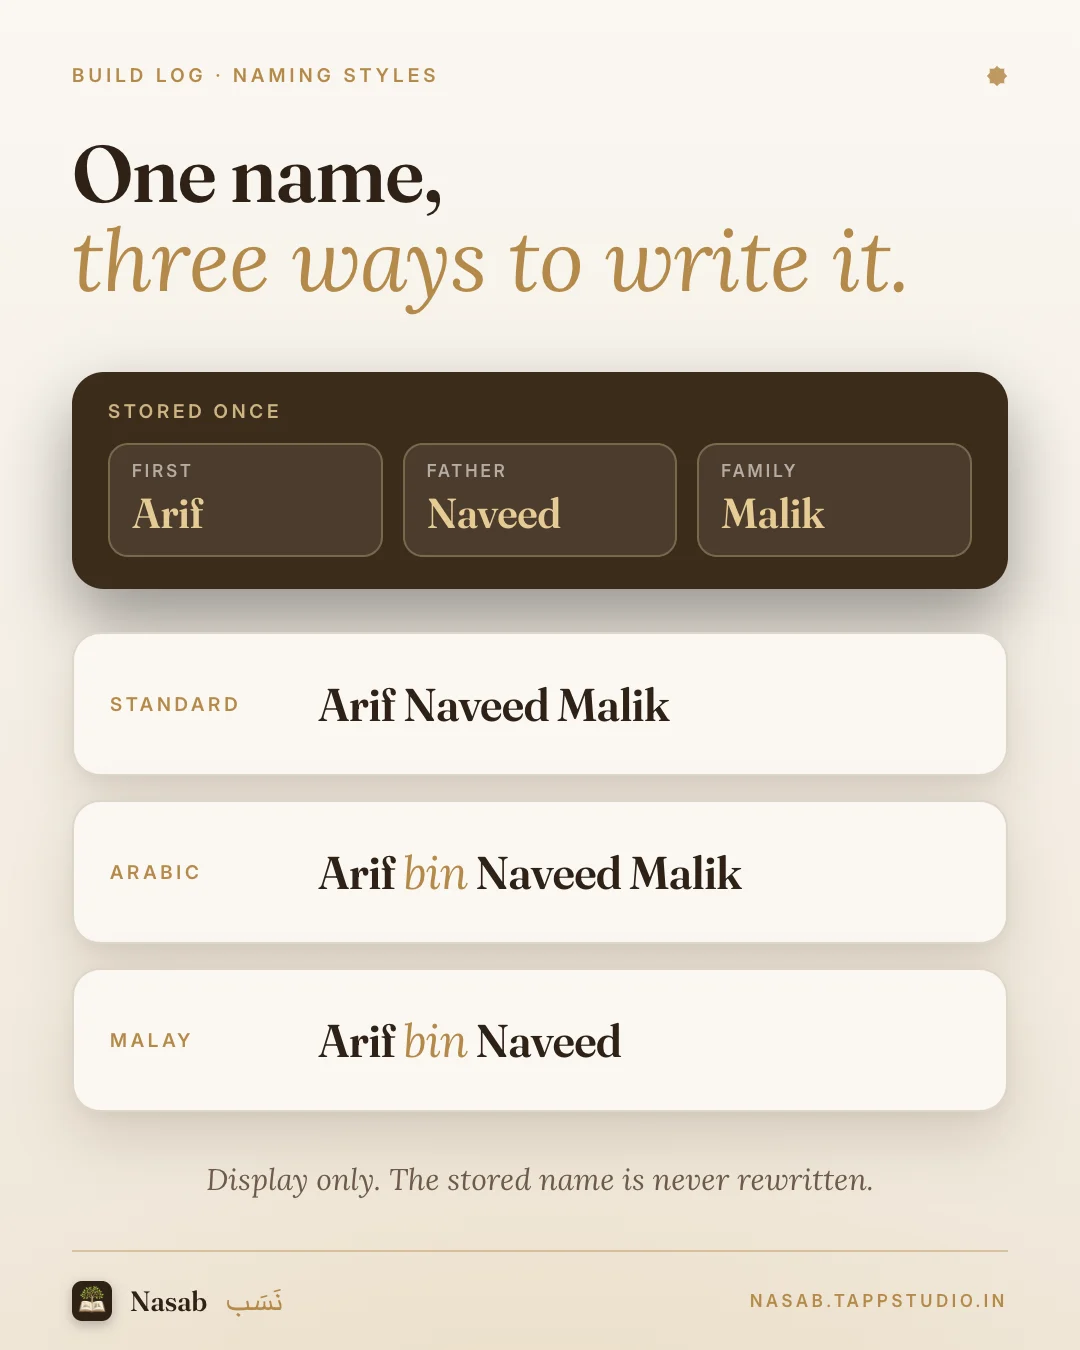 BUILD LOG · NAMING STYLES
One name,
three ways to write it.
STORED ONCE
FIRST
Arif
FATHER
Naveed
FAMILY
Malik
STANDARD
Arif Naveed Malik
ARABIC
Arif bin Naveed Malik
MALAY
Arif bin Naveed
Display only. The stored name is never rewritten.
Nasab نَسَب
NASAB.TAPPSTUDIO.IN